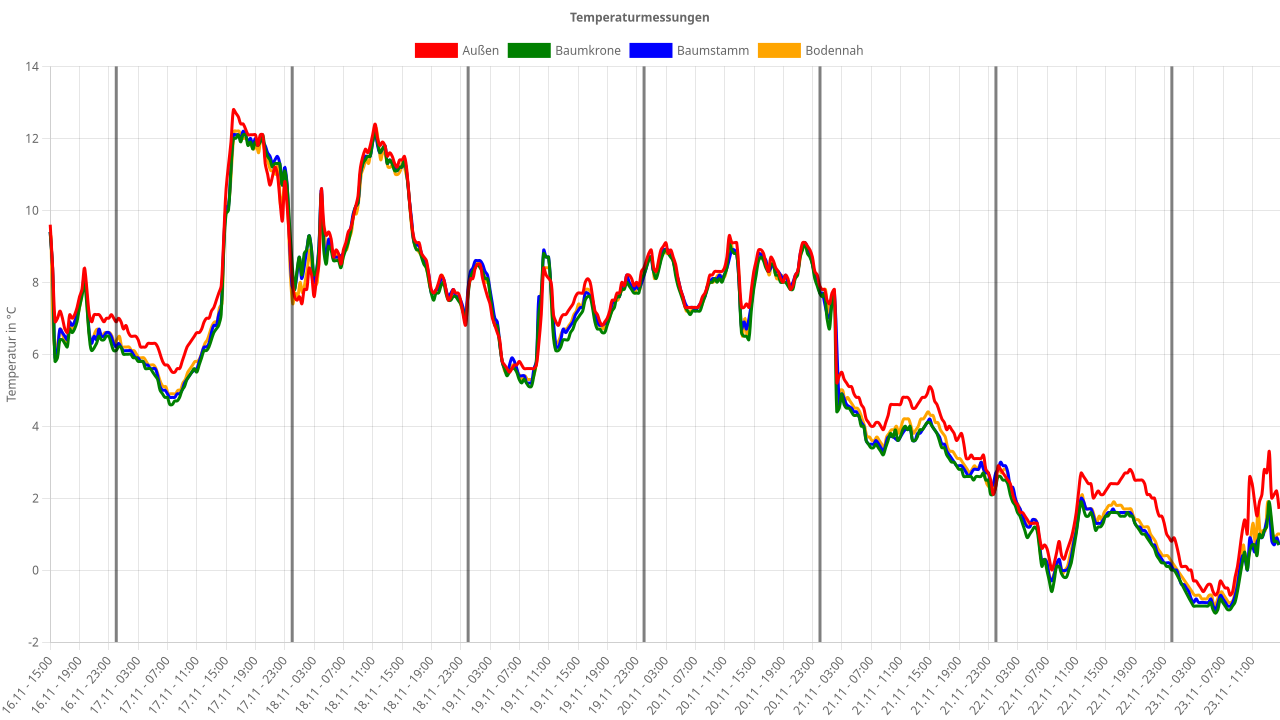 Temperaturmessungen
Außen Baumkrone Baumstamm Bodennah
Temperatur in °C
14
12
10
8
6
4
2
0
-2
16.11 - 15:00
16.11 - 19:00
16.11 - 23:00
17.11 - 03:00
17.11 - 07:00
17.11 - 11:00
17.11 - 15:00
17.11 - 19:00
17.11 - 23:00
18.11 - 03:00
18.11 - 07:00
18.11 - 11:00
18.11 - 15:00
18.11 - 19:00
18.11 - 23:00
19.11 - 03:00
19.11 - 07:00
19.11 - 11:00
19.11 - 15:00
19.11 - 19:00
19.11 - 23:00
20.11 - 03:00
20.11 - 07:00
20.11 - 11:00
20.11 - 15:00
20.11 - 19:00
20.11 - 23:00
21.11 - 03:00
21.11 - 07:00
21.11 - 11:00
21.11 - 15:00
21.11 - 19:00
21.11 - 23:00
22.11 - 03:00
22.11 - 07:00
22.11 - 11:00
22.11 - 15:00
22.11 - 19:00
22.11 - 23:00
23.11 - 03:00
23.11 - 07:00
23.11 - 11:00